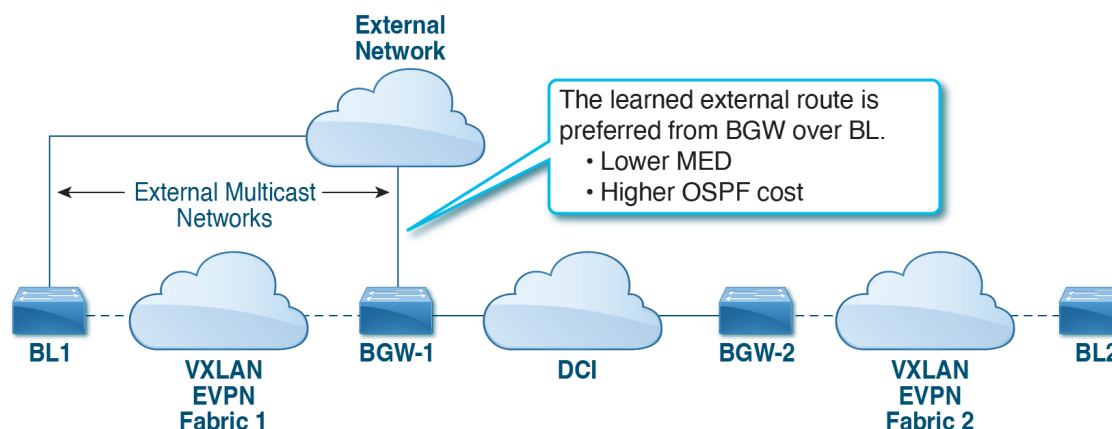 External
Network
The learned external route is
preferred from BGW over BL.
• Lower MED
• Higher OSPF cost
External Multicast
Networks
BL1
VXLAN
EVPN
Fabric 1
BGW-1
DCI
BGW-2
VXLAN
EVPN
Fabric 2
BL2